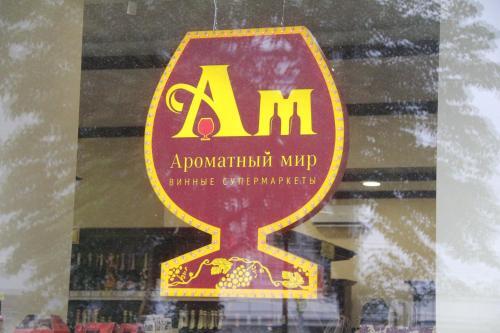 Ам
Ароматный мир
ВИННЫЕ СУПЕРМАРКЕТЫ